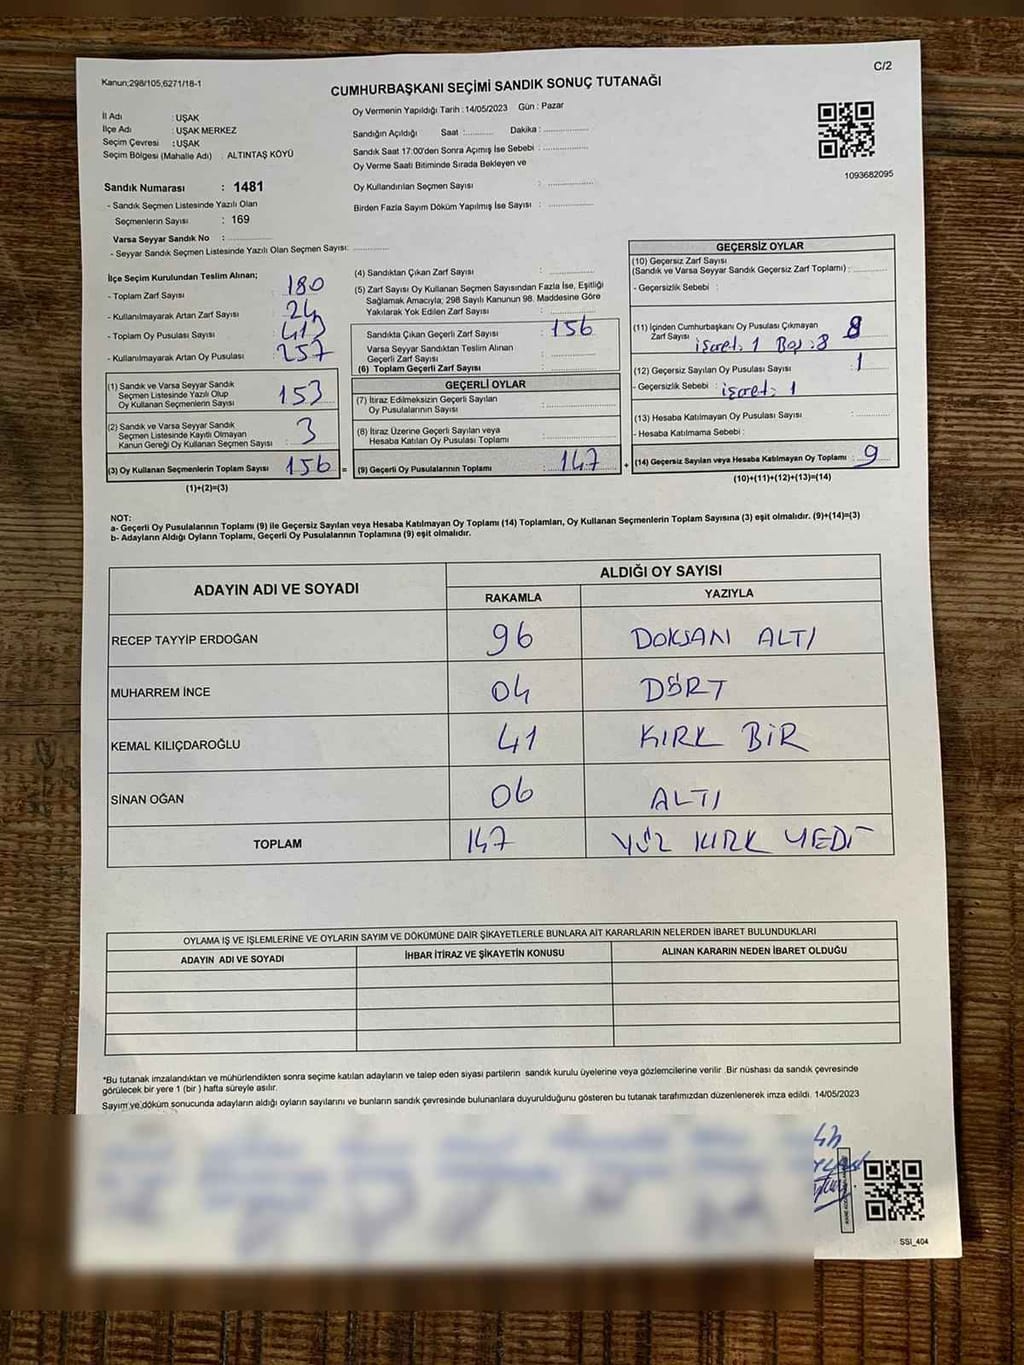 Kanun;298/105,6271/18-1
C/2
CUMHURBAŞKANI SEÇİMİ SANDIK SONUÇ TUTANAĞI
İl Adı : UŞAK
İlçe Adı : UŞAK MERKEZ
Seçim Çevresi : UŞAK
Seçim Bölgesi (Mahalle Adı) : ALTINTAŞ KÖYÜ
Sandık Numarası : 1481
- Sandık Seçmen Listesinde Yazılı Olan
Seçmenlerin Sayısı : 169
Varsa Seyyar Sandık No :
- Seyyar Sandık Seçmen Listesinde Yazılı Olan Seçmen Sayısı:
Oy Vermenin Yapıldığı Tarih : 14/05/2023 Gün : Pazar
Sandığın Açıldığı Saat : Dakika :
Sandık Saat 17:00'den Sonra Açımış İse Sebebi :
Oy Verme Saati Bitiminde Sırada Bekleyen ve
Oy Kullandırılan Seçmen Sayısı :
Birden Fazla Sayım Döküm Yapılmış İse Sayısı :
1093682095
İlçe Seçim Kurulundan Teslim Alınan;
- Toplam Zarf Sayısı : 180
- Kullanılmayarak Artan Zarf Sayısı : 24
- Toplam Oy Pusulası Sayısı : 413
- Kullanılmayarak Artan Oy Pusulası : 257
(1) Sandık ve Varsa Seyyar Sandık
Seçmen Listesinde Yazılı Olup
Oy Kullanan Seçmenlerin Sayısı : 153
(2) Sandık ve Varsa Seyyar Sandık
Seçmen Listesinde Kayıtlı Olmayan
Kanun Gereği Oy Kullanan Seçmen Sayısı : 3
(3) Oy Kullanan Seçmenlerin Toplam Sayısı : 156 =
(1)+(2)=(3)
(4) Sandıktan Çıkan Zarf Sayısı :
(5) Zarf Sayısı Oy Kullanan Seçmen Sayısından Fazla İse, Eşitliği
Sağlamak Amacıyla; 298 Sayılı Kanunun 98. Maddesine Göre
Yakılarak Yok Edilen Zarf Sayısı :
Sandıkta Çıkan Geçerli Zarf Sayısı : 156
Varsa Seyyar Sandıktan Teslim Alınan
Geçerli Zarf Sayısı :
(6) Toplam Geçerli Zarf Sayısı :
GEÇERLİ OYLAR
(7) İtiraz Edilmeksizin Geçerli Sayılan
Oy Pusulalarının Sayısı :
(8) İtiraz Üzerine Geçerli Sayılan veya
Hesaba Katılan Oy Pusulası Toplamı :
(9) Geçerli Oy Pusulalarının Toplamı : 147 +
GEÇERSİZ OYLAR
(10) Geçersiz Zarf Sayısı
(Sandık ve Varsa Seyyar Sandık Geçersiz Zarf Toplamı) :
- Geçersizlik Sebebi :
(11) İçinden Cumhurbaşkanı Oy Pusulası Çıkmayan
Zarf Sayısı : 8
işaret: 1 Boş: 8
(12) Geçersiz Sayılan Oy Pusulası Sayısı : 1
- Geçersizlik Sebebi : işaret: 1
(13) Hesaba Katılmayan Oy Pusulası Sayısı :
- Hesaba Katılmama Sebebi :
(14) Geçersiz Sayılan veya Hesaba Katılmayan Oy Toplamı : 9
(10)+(11)+(12)+(13)=(14)
NOT:
a- Geçerli Oy Pusulalarının Toplamı (9) ile Geçersiz Sayılan veya Hesaba Katılmayan Oy Toplamı (14) Toplamları, Oy Kullanan Seçmenlerin Toplam Sayısına (3) eşit olmalıdır. (9)+(14)=(3)
b- Adayların Aldığı Oyların Toplamı, Geçerli Oy Pusulalarının Toplamına (9) eşit olmalıdır.
ADAYIN ADI VE SOYADI
ALDIĞI OY SAYISI
RAKAMLA YAZIYLA
RECEP TAYYİP ERDOĞAN 96 DOKSAN ALTI
MUHARREM İNCE 04 DÖRT
KEMAL KILIÇDAROĞLU 41 KIRK BİR
SİNAN OĞAN 06 ALTI
TOPLAM 147 YÜZ KIRK YEDİ
OYLAMA İŞ VE İŞLEMLERİNE VE OYLARIN SAYIM VE DÖKÜMÜNE DAİR ŞİKAYETLERLE BUNLARA AİT KARARLARIN NELERDEN İBARET BULUNDUKLARI
ADAYIN ADI VE SOYADI İHBAR İTİRAZ VE ŞİKAYETİN KONUSU ALINAN KARARIN NEDEN İBARET OLDUĞU
*Bu tutanak imzalandıktan ve mühürlendikten sonra seçime katılan adayların ve talep eden siyasi partilerin sandık kurulu üyelerine veya gözlemcilerine verilir. Bir nüshası da sandık çevresinde
görülecek bir yere 1 (bir) hafta süreyle asılır.
Sayım ve döküm sonucunda adayların aldığı oyların sayılarını ve bunların sandık çevresinde bulunanlara duyurulduğunu gösteren bu tutanak tarafımızdan düzenlenerek imza edildi. 14/05/2023
SSI_404